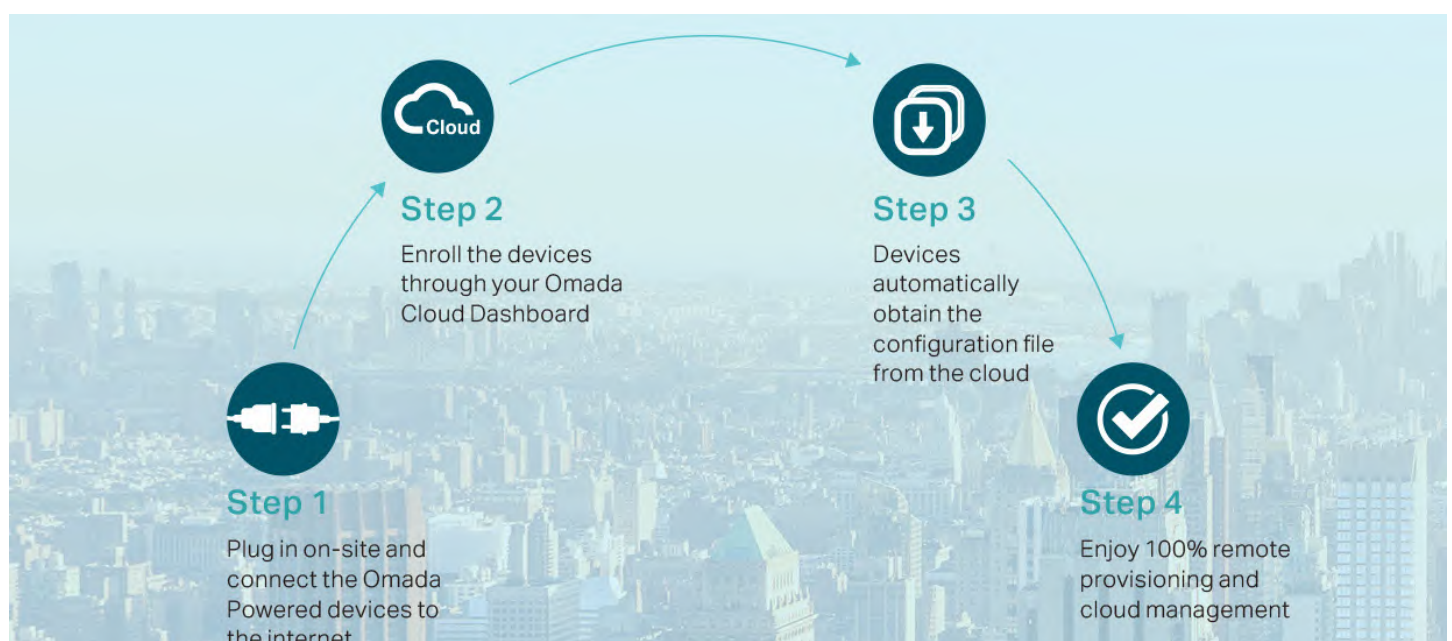 Cloud
Step 2
Enroll the devices
through your Omada
Cloud Dashboard
Step 3
Devices
automatically
obtain the
configuration file
from the cloud
Step 1
Plug in on-site and
connect the Omada
Powered devices to
the internet
Step 4
Enjoy 100% remote
provisioning and
cloud management